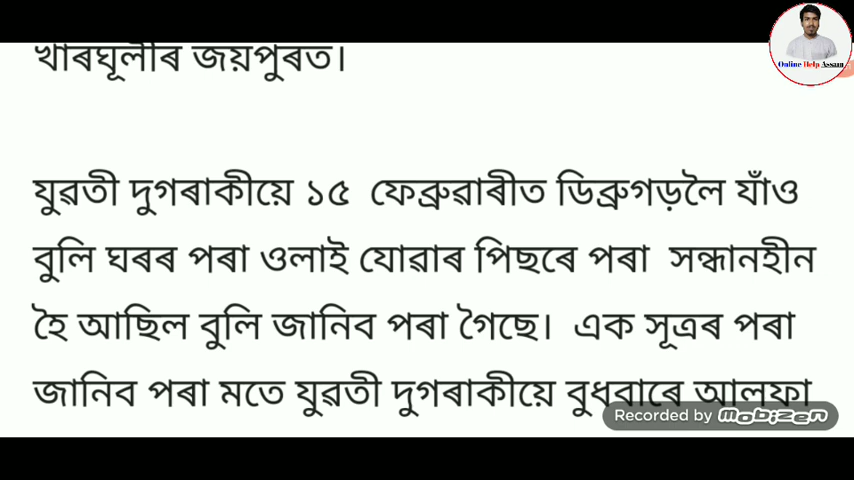 খাৰঘূলীৰ জয়পুৰত।
যুৱতী দুগৰাকীয়ে ১৫ ফেব্ৰুৱাৰীত ডিব্ৰুগড়লৈ যাঁও
বুলি ঘৰৰ পৰা ওলাই যোৱাৰ পিছৰে পৰা সন্ধানহীন
হৈ আছিল বুলি জানিব পৰা গৈছে। এক সূত্ৰৰ পৰা
জানিব পৰা মতে যুৱতী দুগৰাকীয়ে বুধবাৰে আলফা
Online Help Assam
Recorded by mobizen